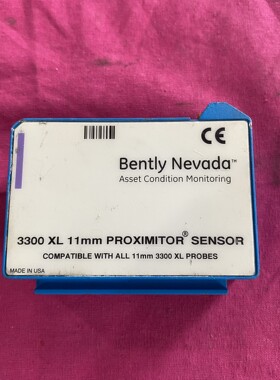 CE
Bently Nevada™
Asset Condition Monitoring
3300 XL 11mm PROXIMITOR® SENSOR
COMPATIBLE WITH ALL 11mm 3300 XL PROBES
MADE IN USA